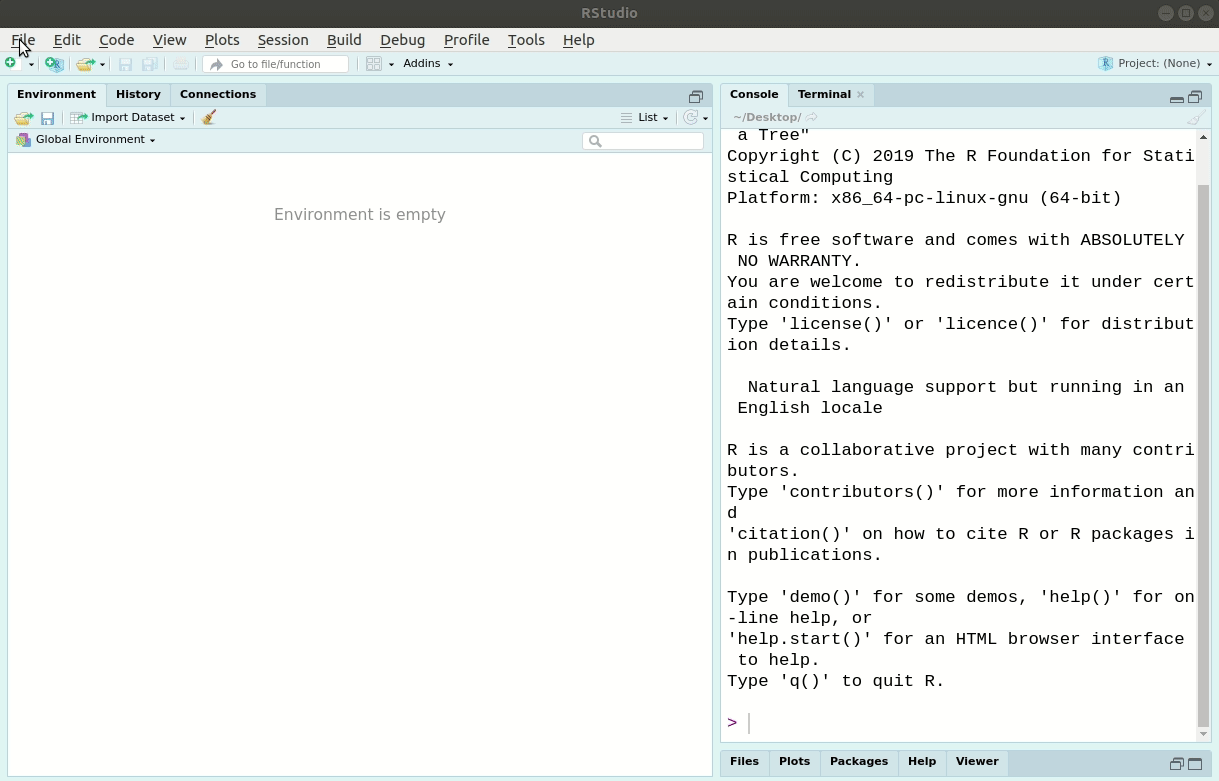 RStudio
File Edit Code View Plots Session Build Debug Profile Tools Help
Go to file/function Addins Project: (None)
Environment History Connections
Import Dataset List
Global Environment
Environment is empty
Console Terminal
~/Desktop/
a Tree"
Copyright (C) 2019 The R Foundation for Stati
stical Computing
Platform: x86_64-pc-linux-gnu (64-bit)
R is free software and comes with ABSOLUTELY
NO WARRANTY.
You are welcome to redistribute it under cert
ain conditions.
Type 'license()' or 'licence()' for distribut
ion details.
Natural language support but running in an
English locale
R is a collaborative project with many contri
butors.
Type 'contributors()' for more information an
d
'citation()' on how to cite R or R packages i
n publications.
Type 'demo()' for some demos, 'help()' for on
-line help, or
'help.start()' for an HTML browser interface
to help.
Type 'q()' to quit R.
>
Files Plots Packages Help Viewer